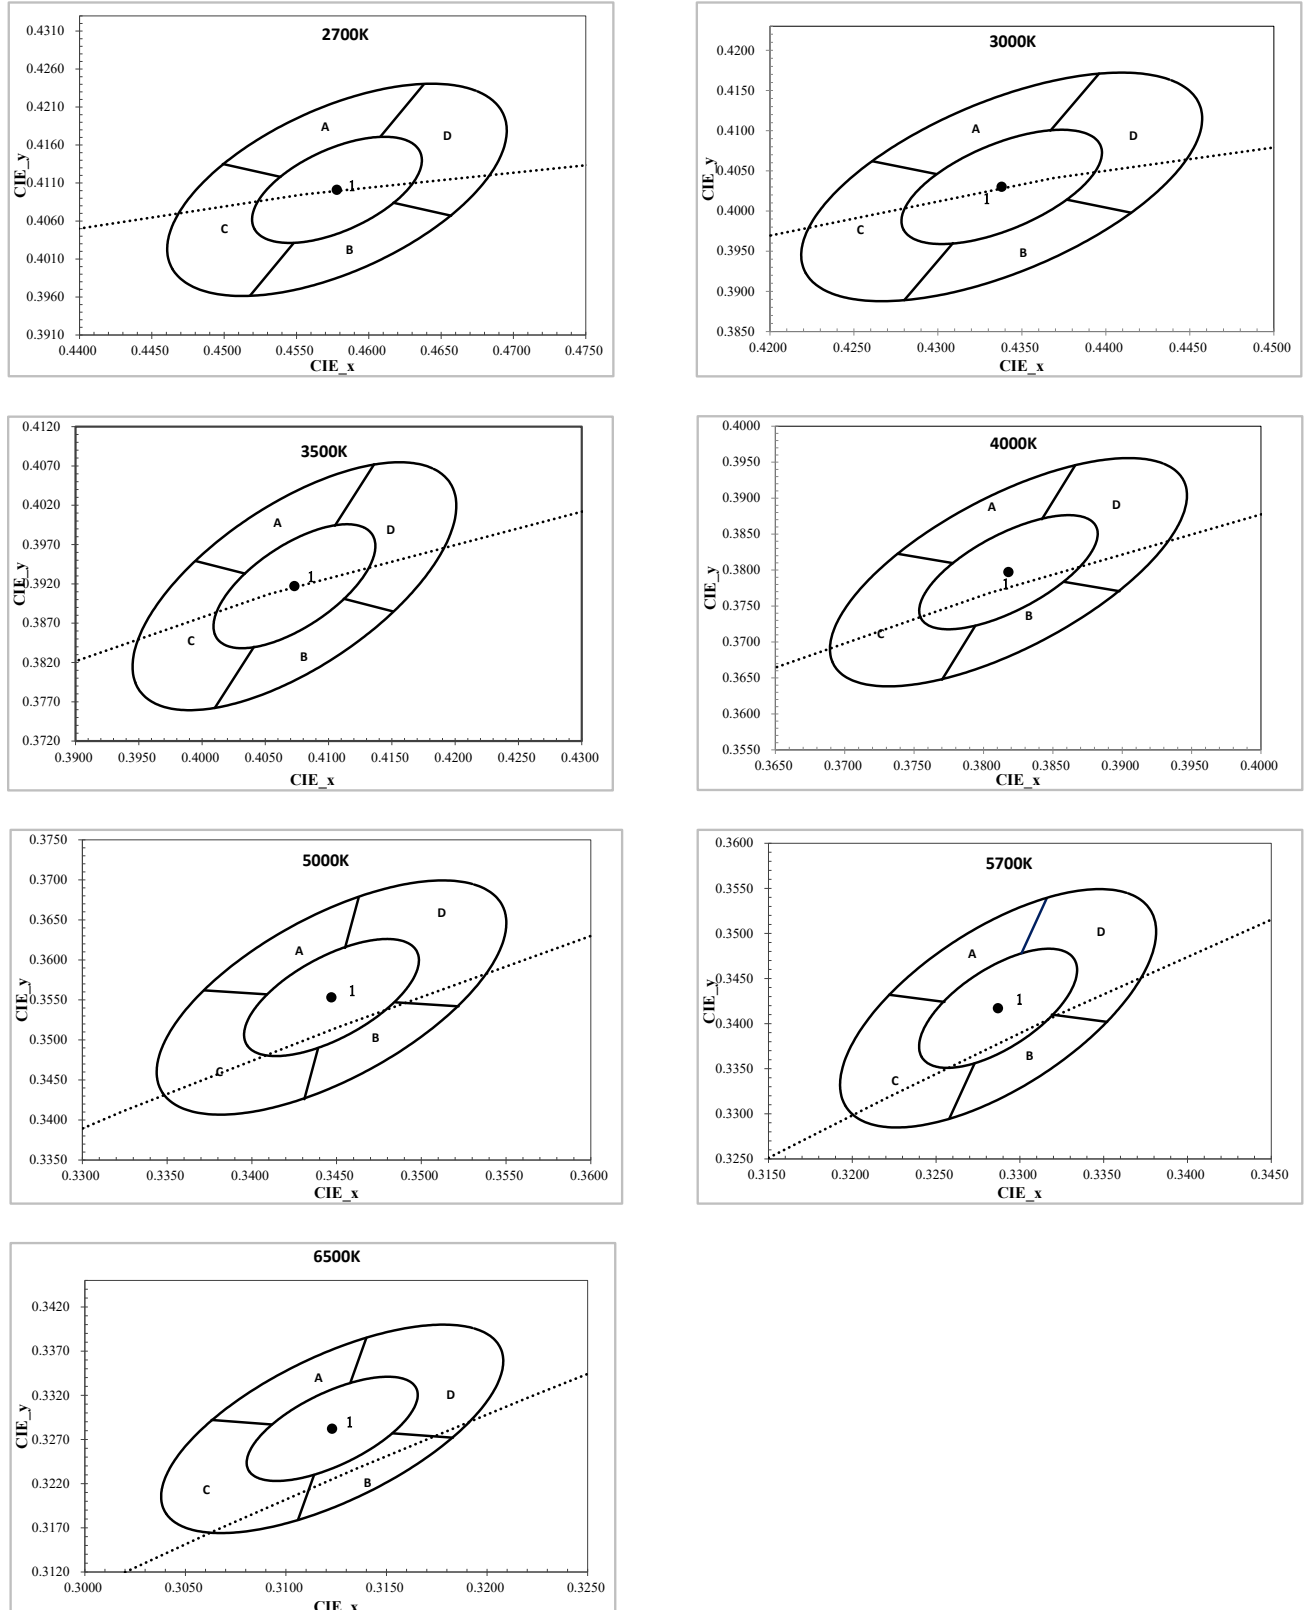 2700K
0.4310
0.4260
0.4210
0.4160
0.4110
0.4060
0.4010
0.3960
0.3910
CIE_y
A
D
1
C
B
0.4400 0.4450 0.4500 0.4550 0.4600 0.4650 0.4700 0.4750
CIE_x
3000K
0.4200
0.4150
0.4100
0.4050
0.4000
0.3950
0.3900
0.3850
CIE_y
A
D
1
C
B
0.4200 0.4250 0.4300 0.4350 0.4400 0.4450 0.4500
CIE_x
3500K
0.4120
0.4070
0.4020
0.3970
0.3920
0.3870
0.3820
0.3770
0.3720
CIE_y
A
D
1
C
B
0.3900 0.3950 0.4000 0.4050 0.4100 0.4150 0.4200 0.4250 0.4300
CIE_x
4000K
0.4000
0.3950
0.3900
0.3850
0.3800
0.3750
0.3700
0.3650
0.3600
0.3550
CIE_y
A
D
1
B
C
0.3650 0.3700 0.3750 0.3800 0.3850 0.3900 0.3950 0.4000
CIE_x
5000K
0.3750
0.3700
0.3650
0.3600
0.3550
0.3500
0.3450
0.3400
0.3350
CIE_y
D
A
1
B
C
0.3300 0.3350 0.3400 0.3450 0.3500 0.3550 0.3600
CIE_x
5700K
0.3600
0.3550
0.3500
0.3450
0.3400
0.3350
0.3300
0.3250
CIE_y
D
A
1
B
C
0.3150 0.3200 0.3250 0.3300 0.3350 0.3400 0.3450
CIE_x
6500K
0.3420
0.3370
0.3320
0.3270
0.3220
0.3170
0.3120
CIE_y
A
D
1
B
C
0.3000 0.3050 0.3100 0.3150 0.3200 0.3250
CIE_x